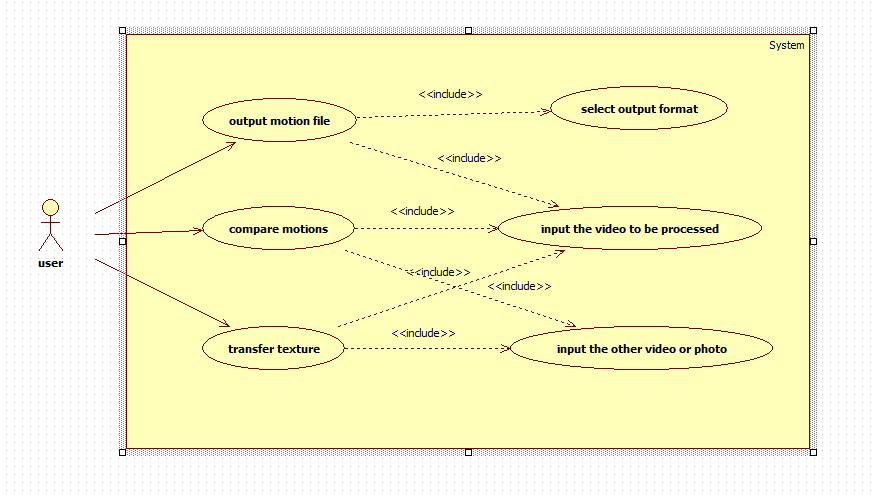 System
<<include>>
select output format
output motion file
<<include>>
<<include>>
compare motions
input the video to be processed
user
<<include>>
<<include>>
<<include>>
transfer texture
input the other video or photo